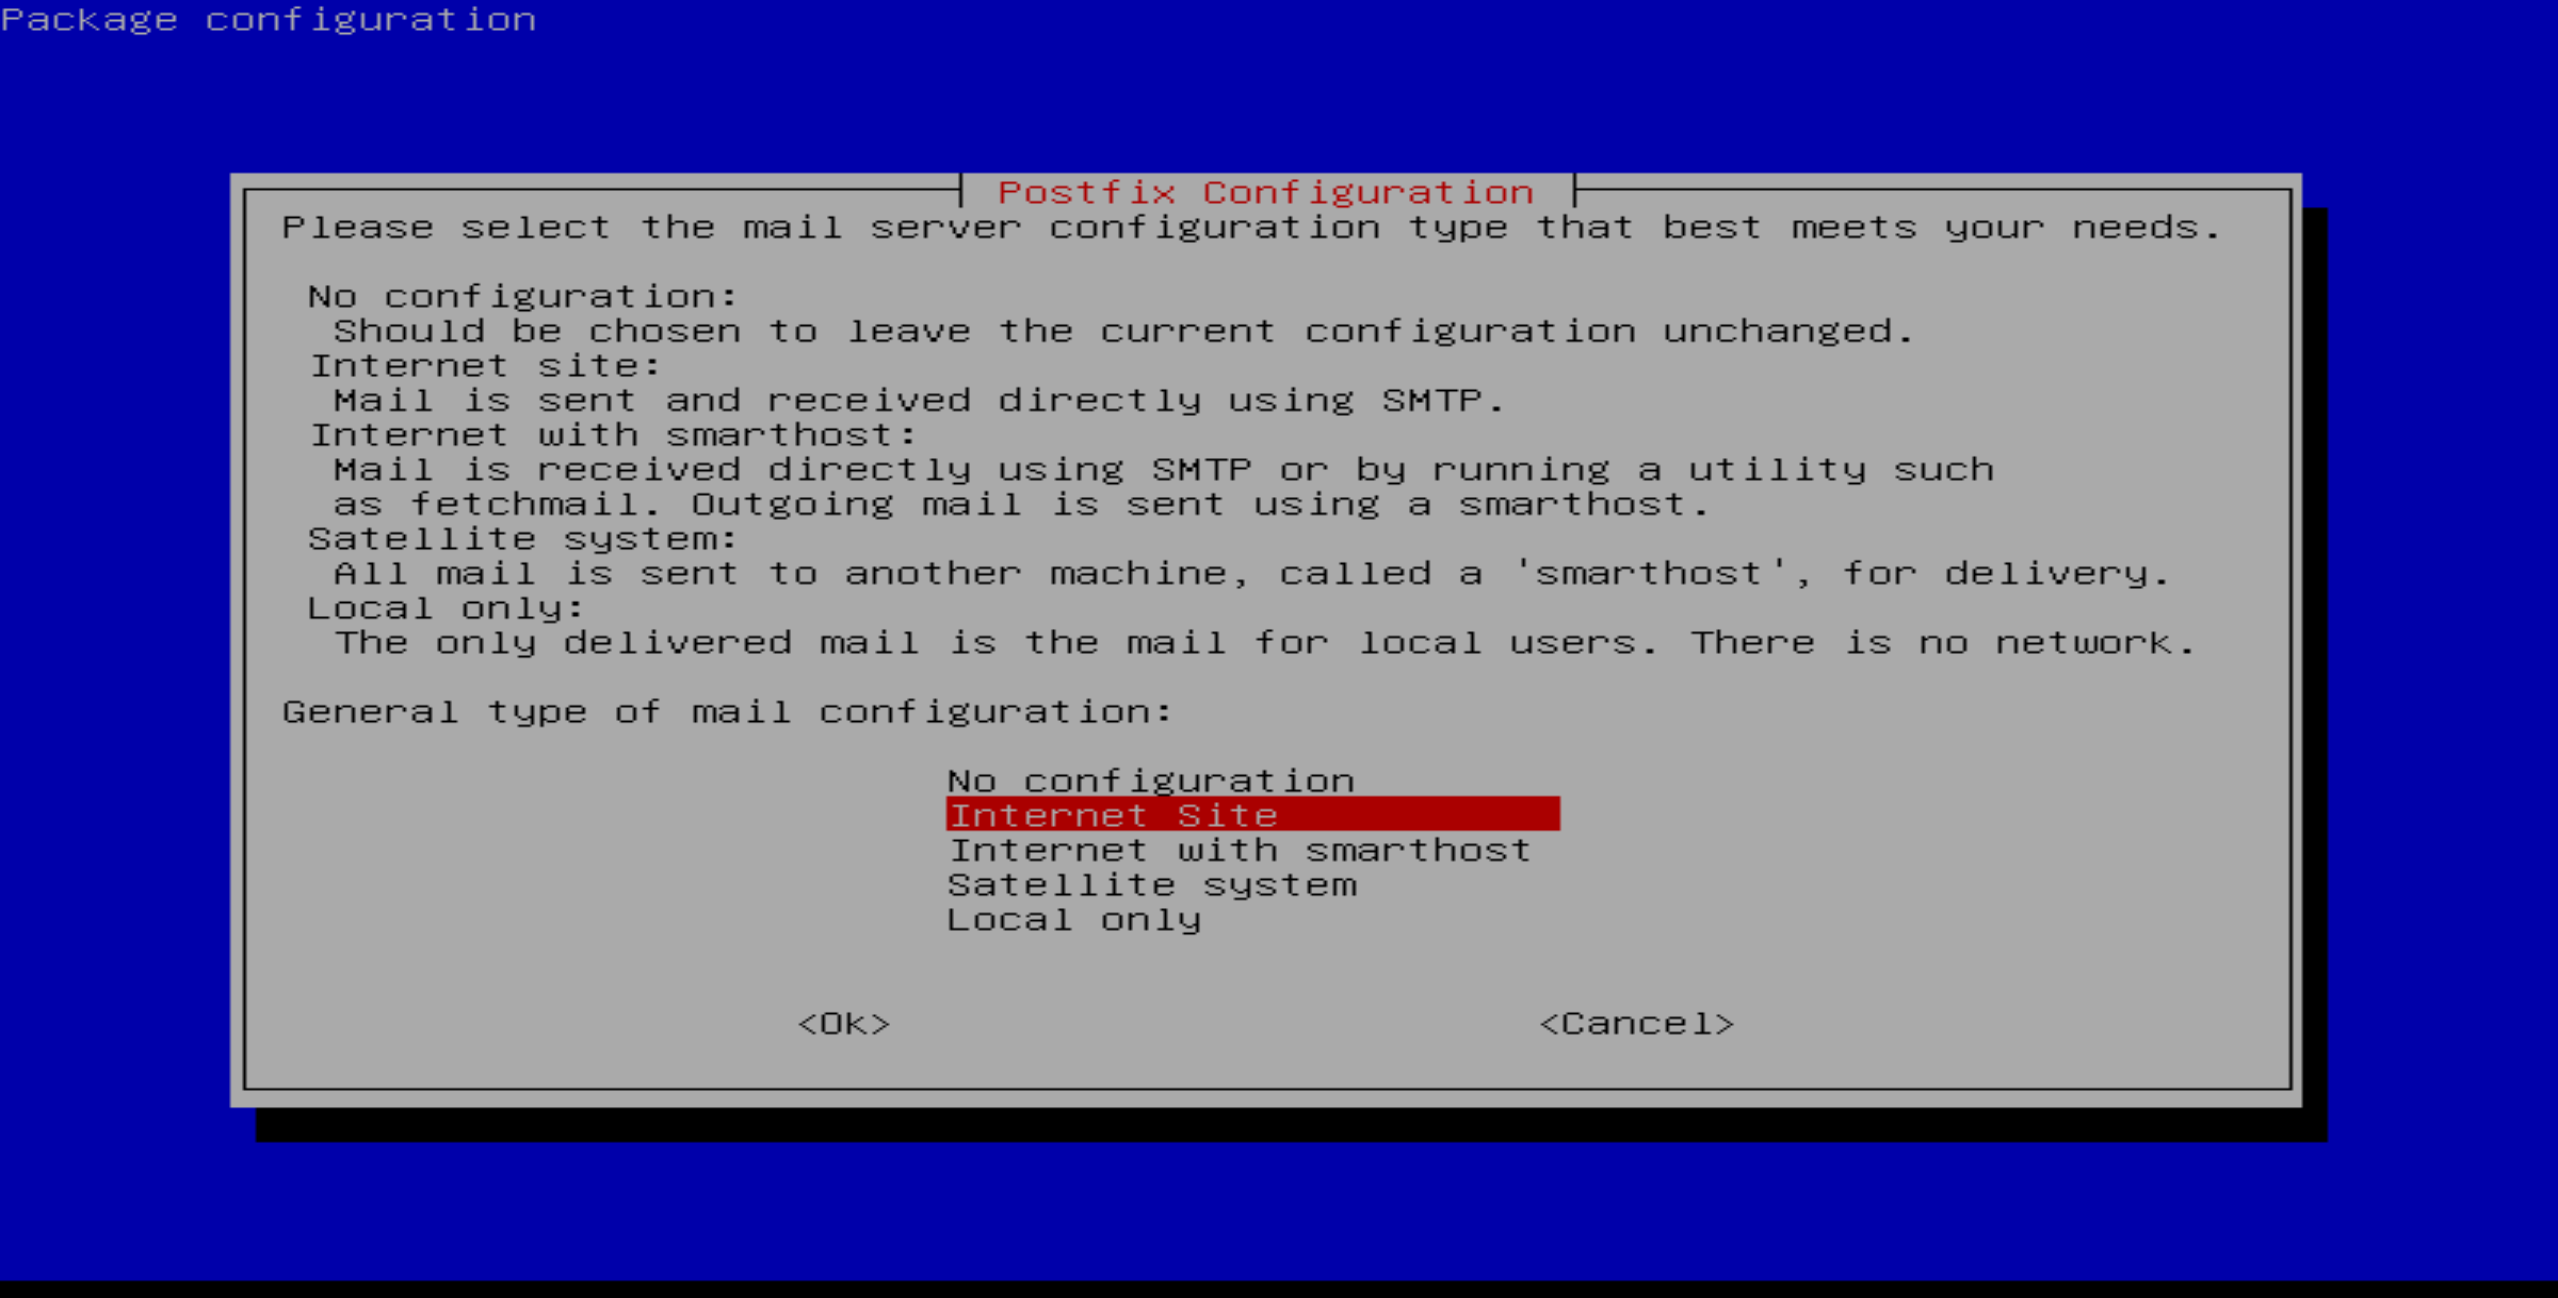 Package configuration
Postfix Configuration
Please select the mail server configuration type that best meets your needs.
No configuration:
Should be chosen to leave the current configuration unchanged.
Internet site:
Mail is sent and received directly using SMTP.
Internet with smarthost:
Mail is received directly using SMTP or by running a utility such
as fetchmail. Outgoing mail is sent using a smarthost.
Satellite system:
All mail is sent to another machine, called a 'smarthost', for delivery.
Local only:
The only delivered mail is the mail for local users. There is no network.
General type of mail configuration:
No configuration
Internet Site
Internet with smarthost
Satellite system
Local only
<Ok> <Cancel>